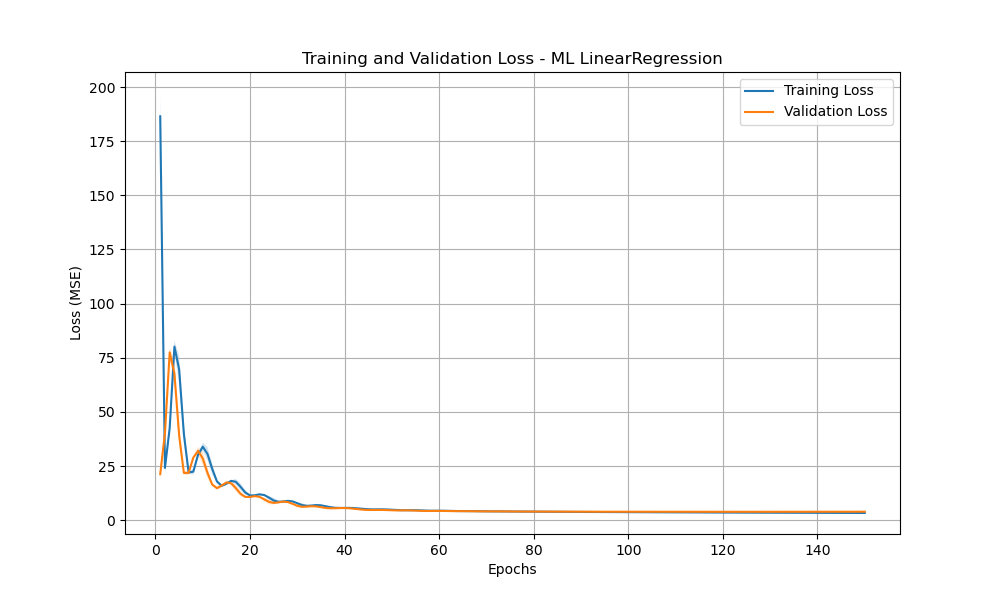 Training and Validation Loss - ML LinearRegression
Training Loss
Validation Loss
200
175
150
125
100
75
50
25
0
Loss (MSE)
0 20 40 60 80 100 120 140
Epochs